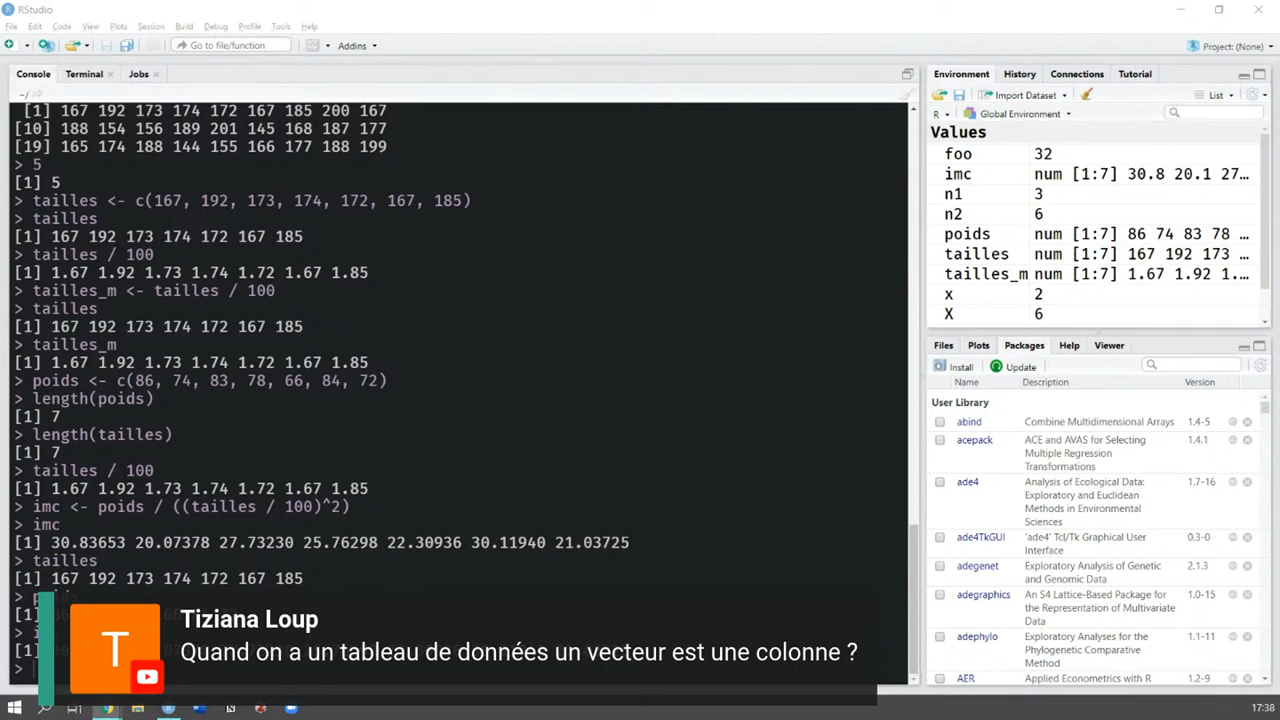 RStudio
File Edit Code View Plots Session Build Debug Profile Tools Help
Go to file/function Addins Project: (None)
Console Terminal Jobs
~/
[1] 167 192 173 174 172 167 185 200 167
[10] 188 154 156 189 201 145 168 187 177
[19] 165 174 188 144 155 166 177 188 199
> 5
[1] 5
> tailles <- c(167, 192, 173, 174, 172, 167, 185)
> tailles
[1] 167 192 173 174 172 167 185
> tailles / 100
[1] 1.67 1.92 1.73 1.74 1.72 1.67 1.85
> tailles_m <- tailles / 100
> tailles
[1] 167 192 173 174 172 167 185
> tailles_m
[1] 1.67 1.92 1.73 1.74 1.72 1.67 1.85
> poids <- c(86, 74, 83, 78, 66, 84, 72)
> length(poids)
[1] 7
> length(tailles)
[1] 7
> tailles / 100
[1] 1.67 1.92 1.73 1.74 1.72 1.67 1.85
> imc <- poids / ((tailles / 100)^2)
> imc
[1] 30.83653 20.07378 27.73230 25.76298 22.30936 30.11940 21.03725
> tailles
[1] 167 192 173 174 172 167 185
>
>
>
T
Tiziana Loup
Quand on a un tableau de données un vecteur est une colonne ?
Environment History Connections Tutorial
Import Dataset List
R Global Environment
Values
foo 32
imc num [1:7] 30.8 20.1 27…
n1 3
n2 6
poids num [1:7] 86 74 83 78 …
tailles num [1:7] 167 192 173 …
tailles_m num [1:7] 1.67 1.92 1.…
x 2
X 6
Files Plots Packages Help Viewer
Install Update
Name Description Version
User Library
abind Combine Multidimensional Arrays 1.4-5
acepack ACE and AVAS for Selecting 1.4.1
Multiple Regression
Transformations
ade4 Analysis of Ecological Data: 1.7-16
Exploratory and Euclidean
Methods in Environmental
Sciences
ade4TkGUI 'ade4' Tcl/Tk Graphical User 0.3-0
Interface
adegenet Exploratory Analysis of Genetic 2.1.3
and Genomic Data
adegraphics An S4 Lattice-Based Package for 1.0-15
the Representation of Multivariate
Data
adephylo Exploratory Analyses for the 1.1-11
Phylogenetic Comparative
Method
AER Applied Econometrics with R 1.2-9
17:38